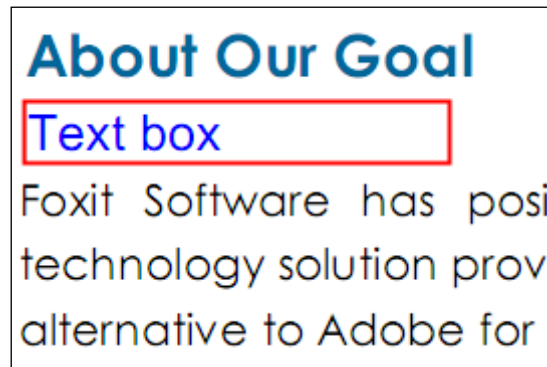 About Our Goal
Text box
Foxit Software has posi
technology solution prov
alternative to Adobe for